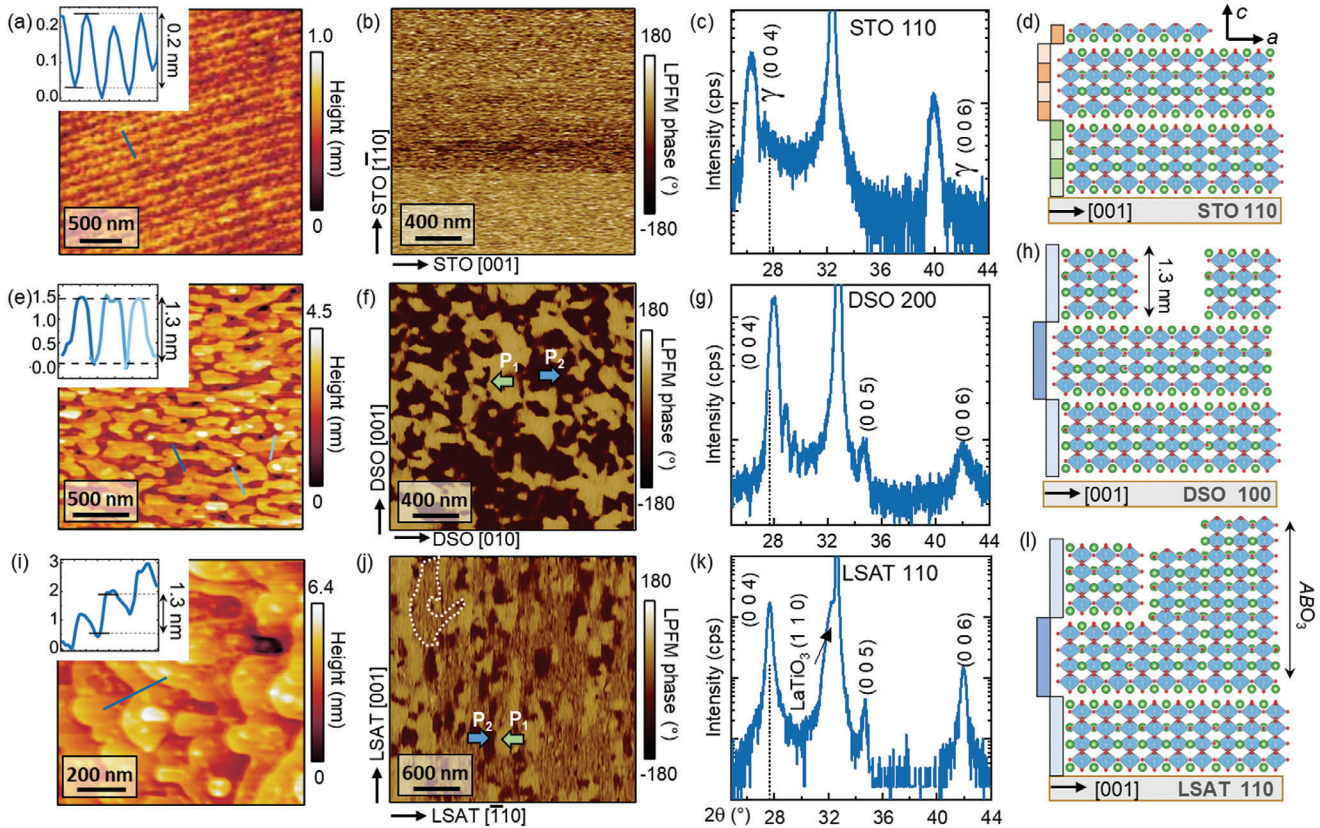 (a)
0.2
0.1
0.0
0.2 nm
1.0
Height (nm)
0
500 nm
(b)
180
LPFM phase (°)
-180
STO [1̅10]
400 nm
STO [001]
(c)
STO 110
Intensity (cps)
γ (0 0 4)
γ (0 0 6)
28 32 36 40 44
(d)
c
a
[001]
STO 110
(e)
1.5
1.0
0.5
0.0
1.3 nm
4.5
Height (nm)
0
500 nm
(f)
180
LPFM phase (°)
-180
P1
P2
DSO [001]
400 nm
DSO [010]
(g)
DSO 200
Intensity (cps)
(0 0 4)
(0 0 5)
(0 0 6)
28 32 36 40 44
(h)
1.3 nm
[001]
DSO 100
(i)
3
2
1
0
1.3 nm
6.4
Height (nm)
0
200 nm
(j)
180
LPFM phase (°)
-180
P2
P1
LSAT [001]
600 nm
LSAT [1̅10]
(k)
LSAT 110
Intensity (cps)
(0 0 4)
LaTiO3 (1 1 0)
(0 0 5)
(0 0 6)
2θ (°) 28 32 36 40 44
(l)
ABO3
[001]
LSAT 110